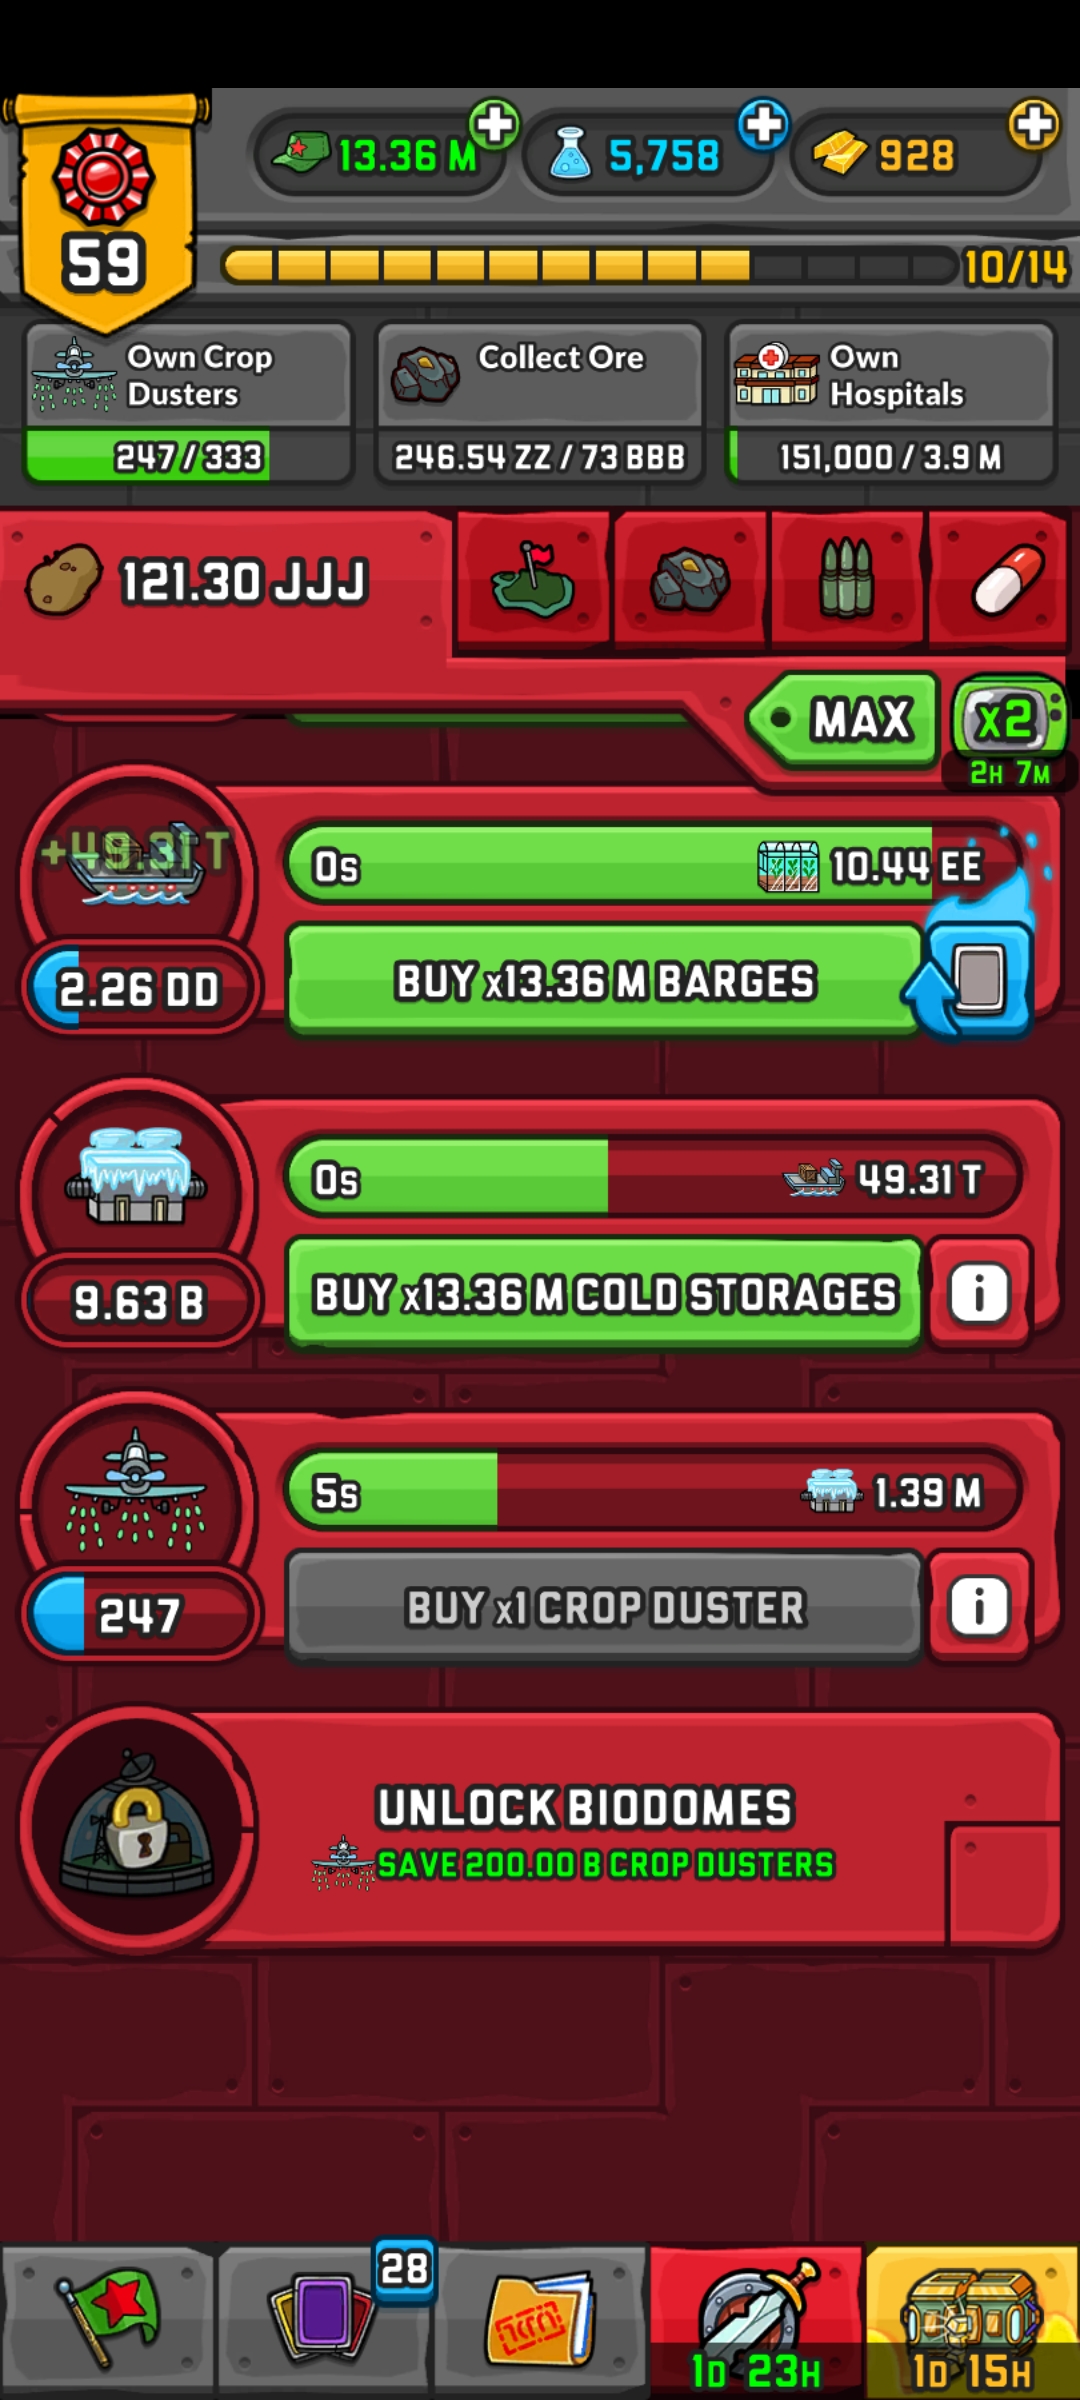 13.36 M
5,758
928
59
10/14
Own Crop
Dusters
247/333
Collect Ore
246.54 ZZ / 73 BBB
Own
Hospitals
151,000 / 3.9 M
121.30 JJJ
MAX
x2
2H 7M
+49.31 T
0s
10.44 EE
2.26 DD
BUY x13.36 M BARGES
0s
49.31 T
9.63 B
BUY x13.36 M COLD STORAGES
i
5s
1.39 M
247
BUY x1 CROP DUSTER
i
UNLOCK BIODOMES
SAVE 200.00 B CROP DUSTERS
28
1D 23H
1D 15H